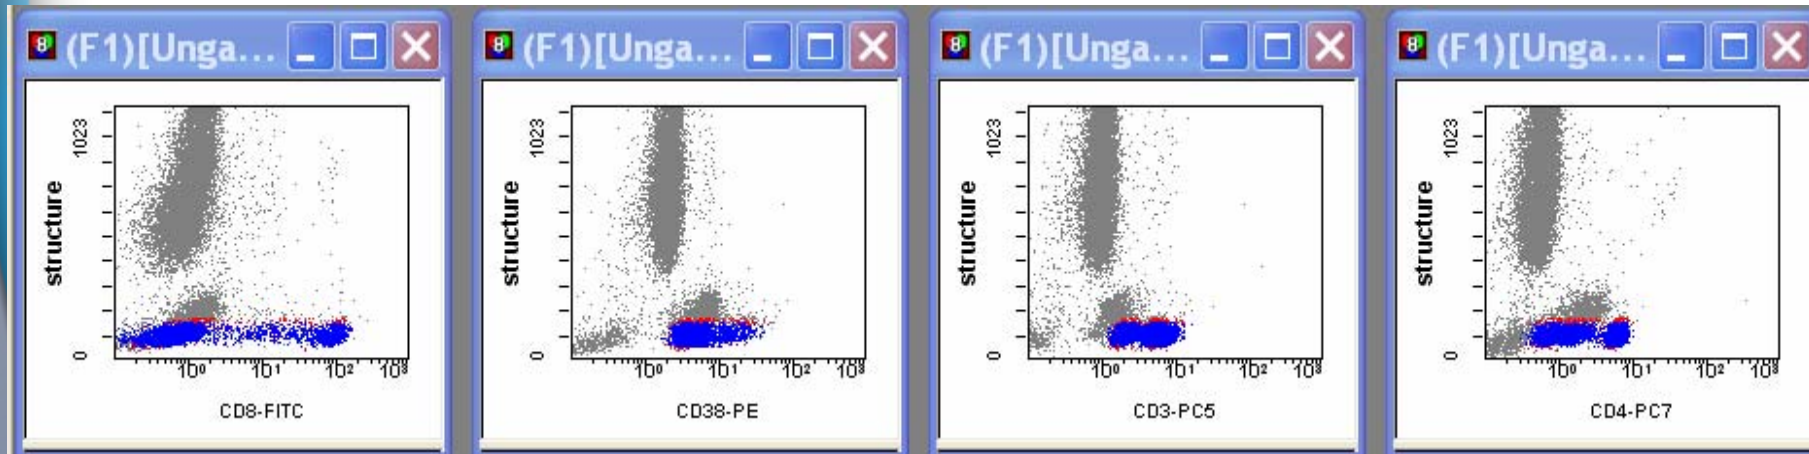 (F1)[Unga...
1023
structure
0
10⁰ 10¹ 10² 10³
CD8-FITC
(F1)[Unga...
1023
structure
0
10⁰ 10¹ 10² 10³
CD38-PE
(F1)[Unga...
1023
structure
0
10⁰ 10¹ 10² 10³
CD3-PC5
(F1)[Unga...
1023
structure
0
10⁰ 10¹ 10² 10³
CD4-PC7